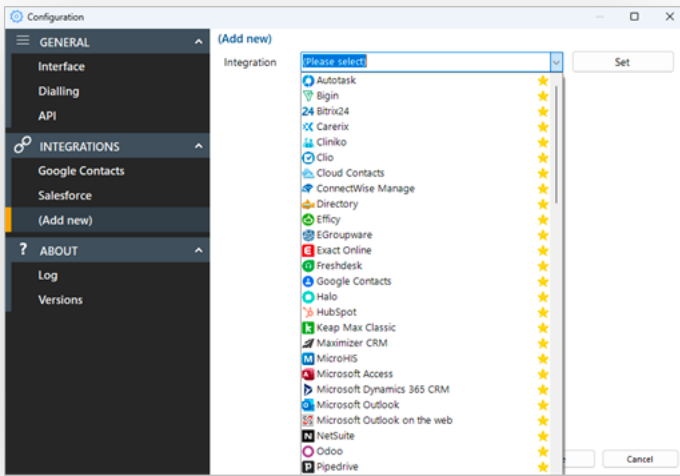 Configuration
GENERAL
Interface
Dialling
API
INTEGRATIONS
Google Contacts
Salesforce
(Add new)
? ABOUT
Log
Versions
(Add new)
Integration
(Please select)
Set
Autotask
Bigin
24 Bitrix24
Carerix
Cliniko
Clio
Cloud Contacts
ConnectWise Manage
Directory
Efficy
EGroupware
Exact Online
Freshdesk
Google Contacts
Halo
HubSpot
Keap Max Classic
Maximizer CRM
MicroHIS
Microsoft Access
Microsoft Dynamics 365 CRM
Microsoft Outlook
Microsoft Outlook on the web
NetSuite
Odoo
Pipedrive
Cancel